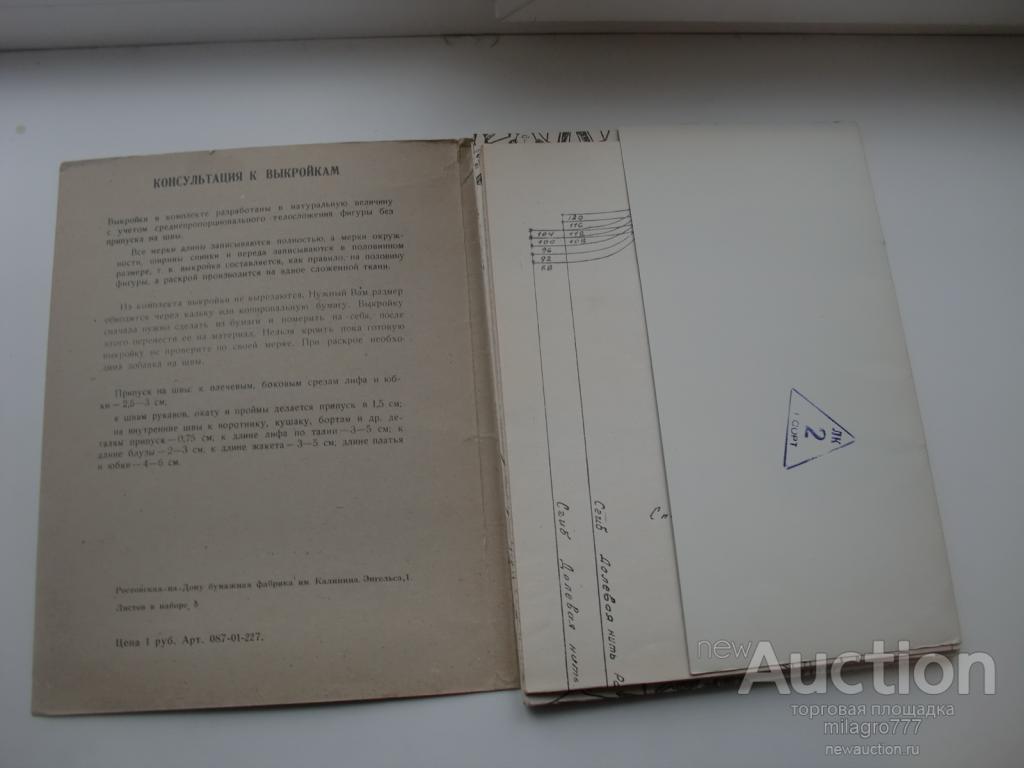 КОНСУЛЬТАЦИЯ К ВЫКРОЙКАМ
Выкройки в комплекте разработаны в натуральную величину
с учетом среднепропорционального телосложения фигуры без
припуска на швы.
Все мерки длины записываются полностью, а мерки окруж-
ности, ширины спинки и переда записываются в половинном
размере, т. к. выкройка составляется, как правило, на половину
фигуры, а раскрой производится на вдвое сложенной ткани.
Из комплекта выкройки не вырезаются. Нужный Вам размер
обводится через кальку или копировальную бумагу. Выкройку
сначала нужно сделать из бумаги и померить на себя, после
этого перенести ее на материал. Нельзя кроить пока готовую
выкройку не проверите по своей мерке. При раскрое необхо-
дима добавка на швы.
Припуск на швы: к плечевым, боковым срезам лифа и юб-
ки—2,5—3 см;
к швам рукавов, окату и проймы делается припуск в 1,5 см;
на внутренние швы к воротнику, кушаку, бортам и др. де-
талям припуск—0,75 см; к длине лифа по талии—3—5 см; к
длине блузы—2—3 см, к длине жакета—3—5 см; длине платья
и юбки—4—6 см.
Ростовская-на-Дону бумажная фабрика им. Калинина. Энгельса,1.
Листов в наборе 8
Цена 1 руб. Арт. 087-01-227.
120
116
104 112
100 108
96
92
88
Сгиб Долевая нить
Сгиб Долевая нить
ЛК
2
I СОРТ
newAuction
торговая площадка
milagro777
newauction.ru